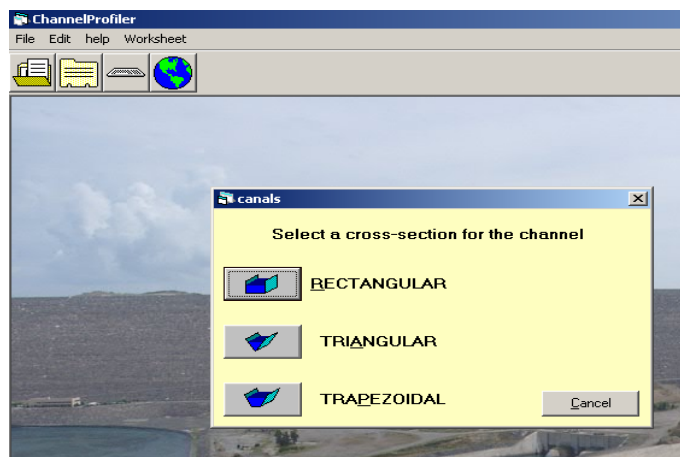 ChannelProfiler
File Edit help Worksheet
canals
Select a cross-section for the channel
RECTANGULAR
TRIANGULAR
TRAPEZOIDAL
Cancel